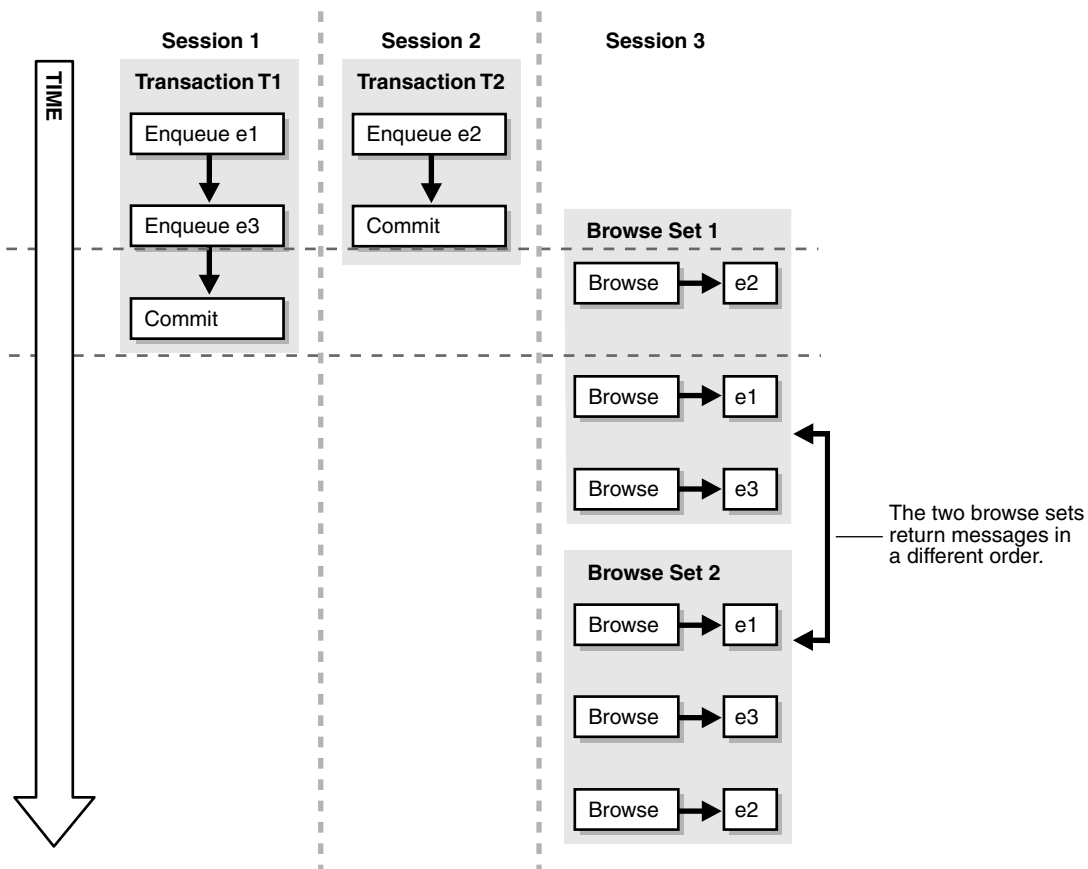 Session 1
Session 2
Session 3
TIME
Transaction T1
Enqueue e1
Enqueue e3
Commit
Transaction T2
Enqueue e2
Commit
Browse Set 1
Browse
e2
Browse
e1
Browse
e3
The two browse sets
return messages in
a different order.
Browse Set 2
Browse
e1
Browse
e3
Browse
e2